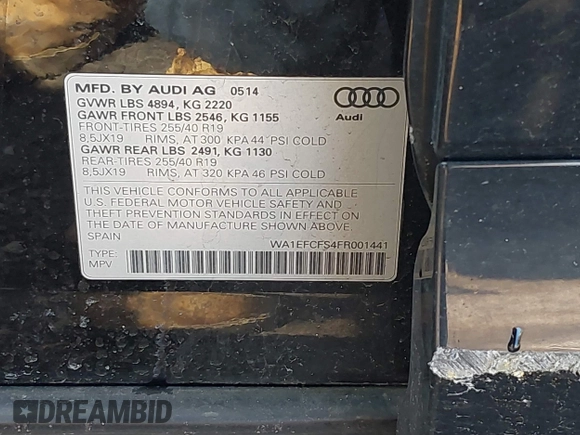 MFD. BY AUDI AG 0514
GVWR LBS 4894, KG 2220
GAWR FRONT LBS 2546, KG 1155
FRONT-TIRES 255/40 R19
8,5JX19 RIMS, AT 300 KPA 44 PSI COLD
GAWR REAR LBS 2491, KG 1130
REAR-TIRES 255/40 R19
8,5JX19 RIMS, AT 320 KPA 46 PSI COLD
Audi
THIS VEHICLE CONFORMS TO ALL APPLICABLE
U.S. FEDERAL MOTOR VEHICLE SAFETY AND
THEFT PREVENTION STANDARDS IN EFFECT ON
THE DATE OF MANUFACTURE SHOWN ABOVE.
SPAIN
WA1EFCFS4FR001441
TYPE:
MPV
DREAMBID